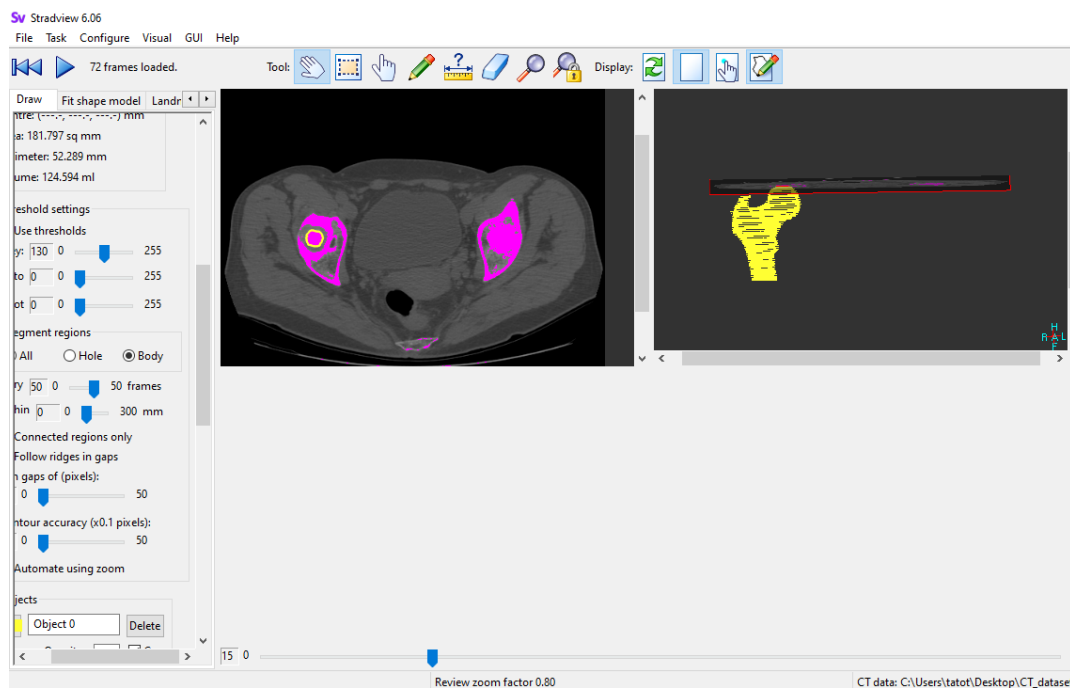 Sv Stradview 6.06
File Task Configure Visual GUI Help
72 frames loaded. Tool: ? Display:
Draw Fit shape model Landr
ntre: (---.-, ---.-, ---.-) mm
ea: 181.797 sq mm
imeter: 52.289 mm
ume: 124.594 ml
reshold settings
Use thresholds
ey: 130 0 255
to 0 0 255
ot 0 0 255
egment regions
All Hole Body
ry 50 0 50 frames
hin 0 0 300 mm
Connected regions only
Follow ridges in gaps
n gaps of (pixels):
0 50
ntour accuracy (x0.1 pixels):
0 50
Automate using zoom
jects
Object 0 Delete
H
R A L
F
15 0
Review zoom factor 0.80 CT data: C:\Users\tatot\Desktop\CT_datase